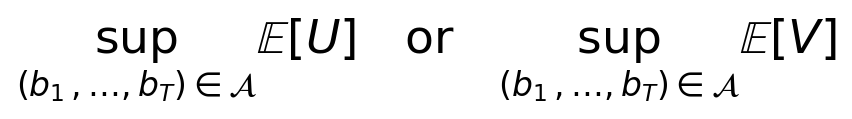 sup 𝔼[U] or sup 𝔼[V]
(b₁, …, b_T) ∈ 𝒜 (b₁, …, b_T) ∈ 𝒜